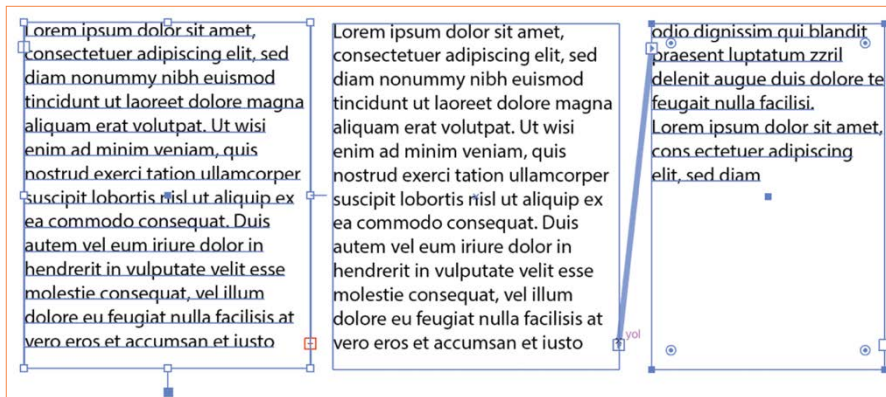 Lorem ipsum dolor sit amet,
consectetuer adipiscing elit, sed
diam nonummy nibh euismod
tincidunt ut laoreet dolore magna
aliquam erat volutpat. Ut wisi
enim ad minim veniam, quis
nostrud exerci tation ullamcorper
suscipit lobortis nisl ut aliquip ex
ea commodo consequat. Duis
autem vel eum iriure dolor in
hendrerit in vulputate velit esse
molestie consequat, vel illum
dolore eu feugiat nulla facilisis at
vero eros et accumsan et iusto
Lorem ipsum dolor sit amet,
consectetuer adipiscing elit, sed
diam nonummy nibh euismod
tincidunt ut laoreet dolore magna
aliquam erat volutpat. Ut wisi
enim ad minim veniam, quis
nostrud exerci tation ullamcorper
suscipit lobortis nisl ut aliquip ex
ea commodo consequat. Duis
autem vel eum iriure dolor in
hendrerit in vulputate velit esse
molestie consequat, vel illum
dolore eu feugiat nulla facilisis at
vero eros et accumsan et iusto
yol
odio dignissim qui blandit
praesent luptatum zzril
delenit augue duis dolore te
feugait nulla facilisi.
Lorem ipsum dolor sit amet,
cons ectetuer adipiscing
elit, sed diam